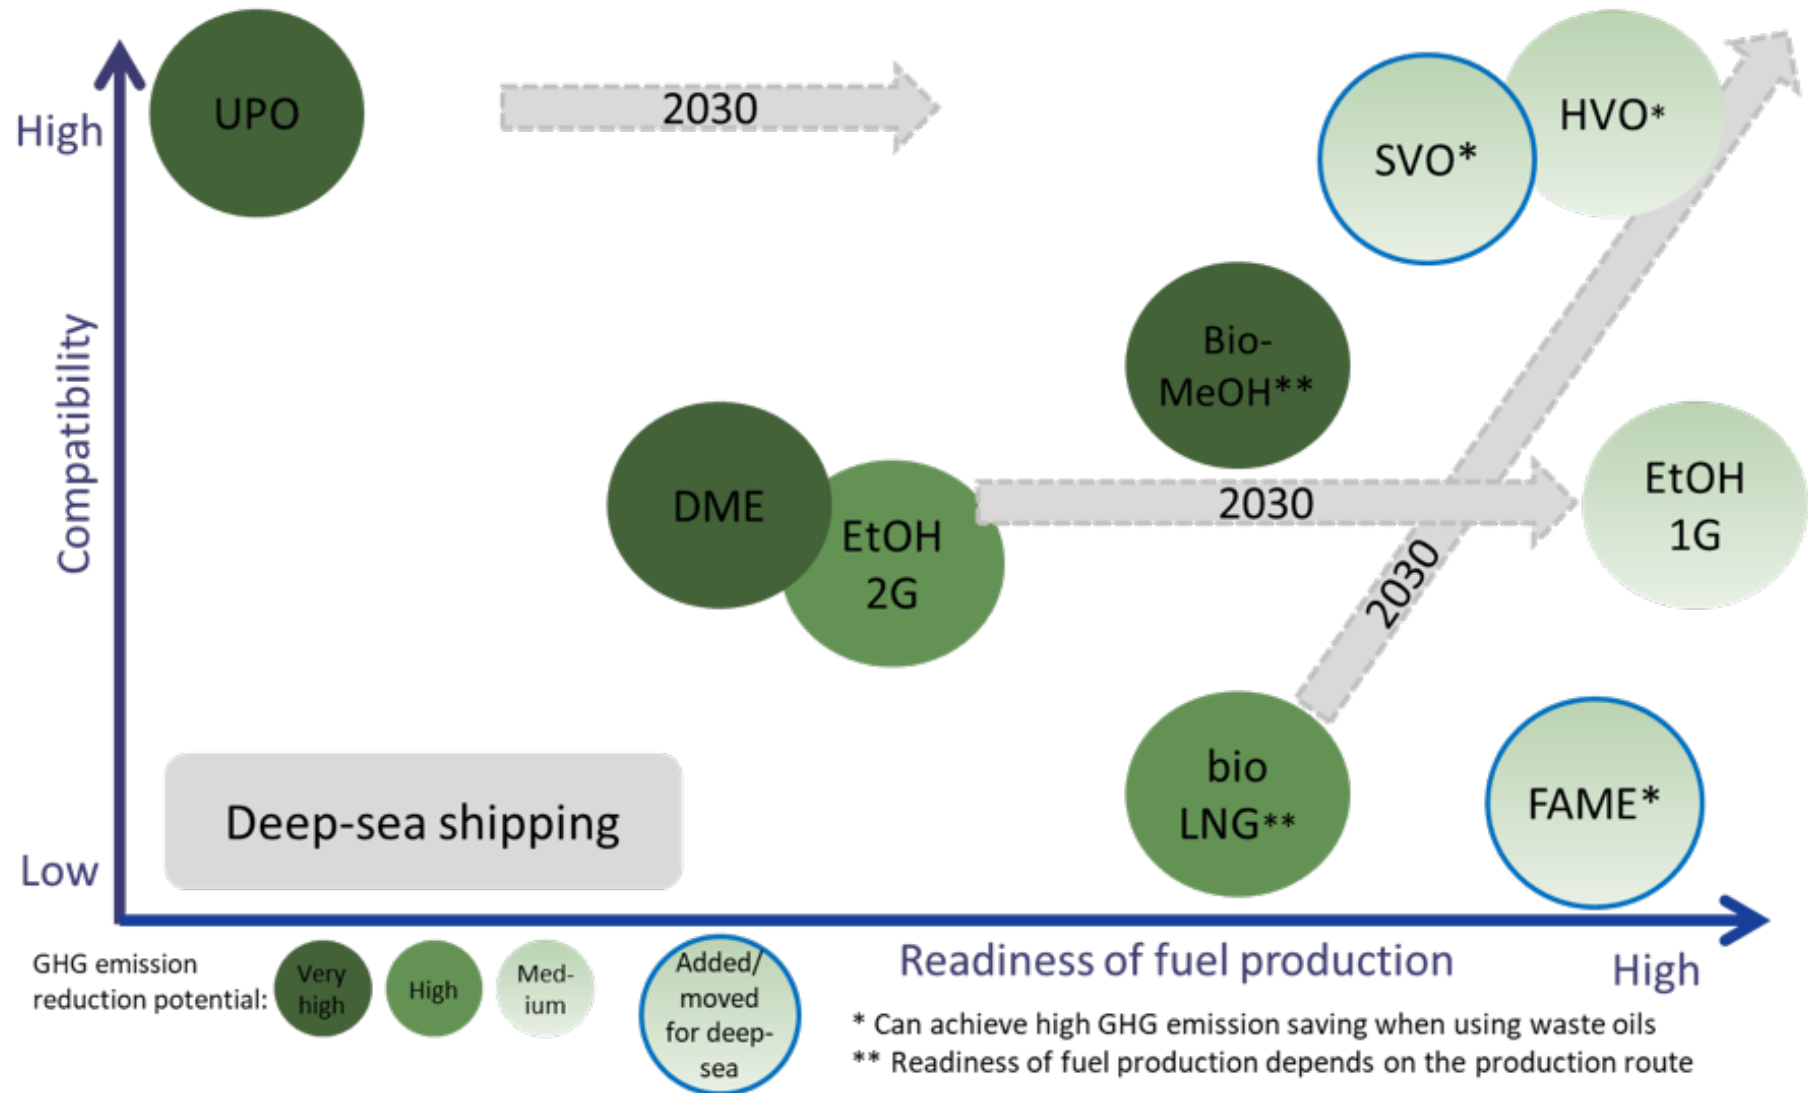 High
UPO
2030
SVO*
HVO*
Compatibility
Bio-
MeOH**
DME
EtOH
2G
2030
EtOH
1G
2030
bio
LNG**
FAME*
Deep-sea shipping
Low
Readiness of fuel production
High
GHG emission
reduction potential:
Very
high
High
Med-
ium
Added/
moved
for deep-
sea
* Can achieve high GHG emission saving when using waste oils
** Readiness of fuel production depends on the production route